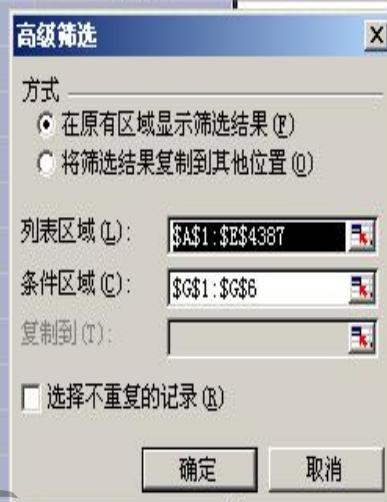 高级筛选
方式
在原有区域显示筛选结果(F)
将筛选结果复制到其他位置(O)
列表区域(L): $A$1:$E$4387
条件区域(C): $G$1:$G$6
复制到(T):
选择不重复的记录(R)
确定 取消